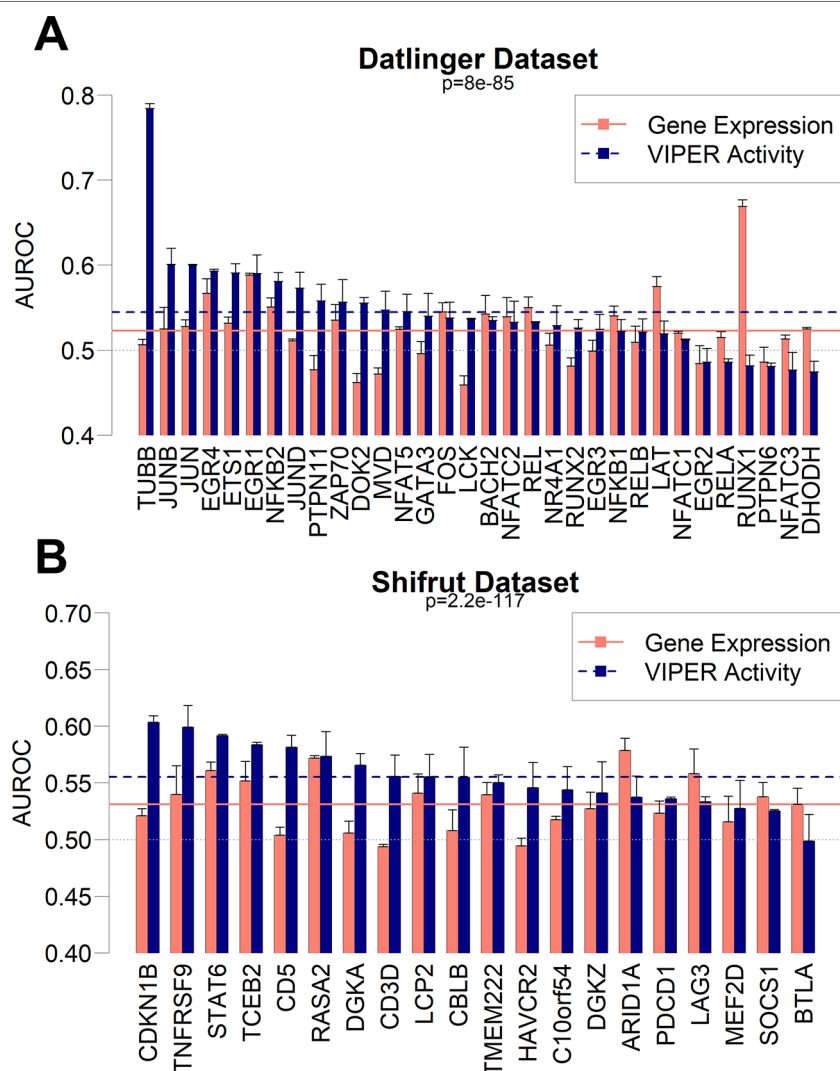 A
Datlinger Dataset
p=8e-85
Gene Expression
VIPER Activity
AUROC
0.8
0.7
0.6
0.5
0.4
TUBB
JUNB
JUN
EGR4
ETS1
EGR1
NFKB2
JUND
PTPN11
ZAP70
DOK2
MVD
NFAT5
GATA3
FOS
LCK
BACH2
NFATC2
REL
NR4A1
RUNX2
EGR3
NFKB1
RELB
LAT
NFATC1
EGR2
RELA
RUNX1
PTPN6
NFATC3
DHODH
B
Shifrut Dataset
p=2.2e-117
Gene Expression
VIPER Activity
AUROC
0.70
0.65
0.60
0.55
0.50
0.45
0.40
CDKN1B
TNFRSF9
STAT6
TCEB2
CD5
RASA2
DGKA
CD3D
LCP2
CBLB
TMEM222
HAVCR2
C10orf54
DGKZ
ARID1A
PDCD1
LAG3
MEF2D
SOCS1
BTLA